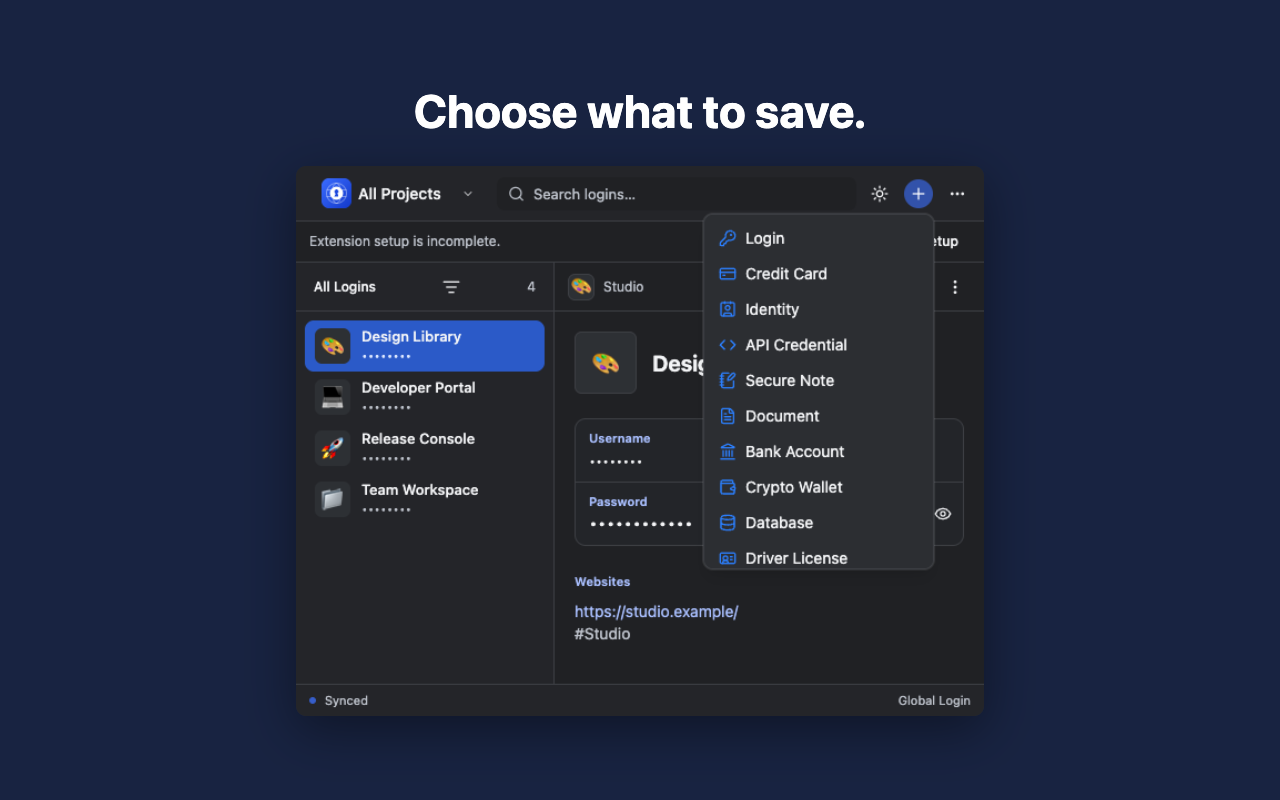 Choose what to save.
All Projects
Search logins...
Extension setup is incomplete.
etup
All Logins
4
Studio
Design Library
••••••••
Developer Portal
••••••••
Release Console
••••••••
Team Workspace
••••••••
Desig
Username
••••••••
Password
••••••••••••
Websites
https://studio.example/
#Studio
Login
Credit Card
Identity
API Credential
Secure Note
Document
Bank Account
Crypto Wallet
Database
Driver License
Synced
Global Login